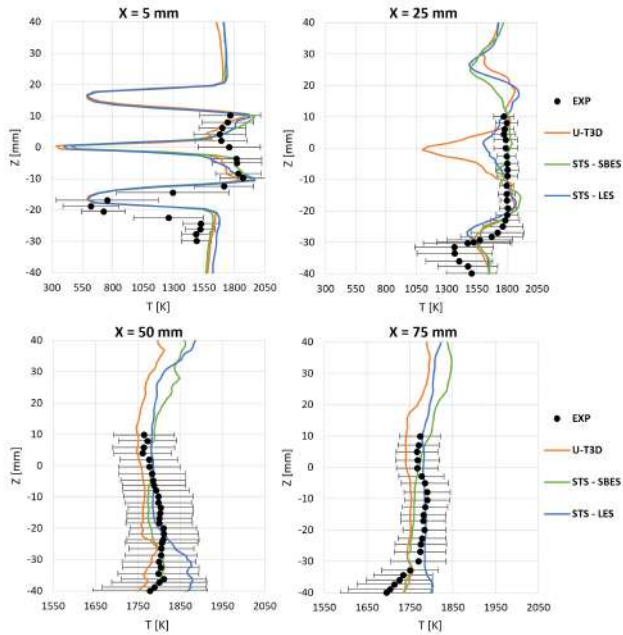 X = 5 mm
X = 25 mm
40
30
20
10
0
-10
-20
-30
-40
Z [mm]
300 550 800 1050 1300 1550 1800 2050
T [K]
40
30
20
10
0
-10
-20
-30
-40
Z [mm]
300 550 800 1050 1300 1550 1800 2050
T [K]
EXP
U-T3D
STS - SBES
STS - LES
X = 50 mm
X = 75 mm
40
30
20
10
0
-10
-20
-30
-40
Z [mm]
1550 1650 1750 1850 1950 2050
T [K]
40
30
20
10
0
-10
-20
-30
-40
Z [mm]
1550 1650 1750 1850 1950 2050
T [K]
EXP
U-T3D
STS - SBES
STS - LES